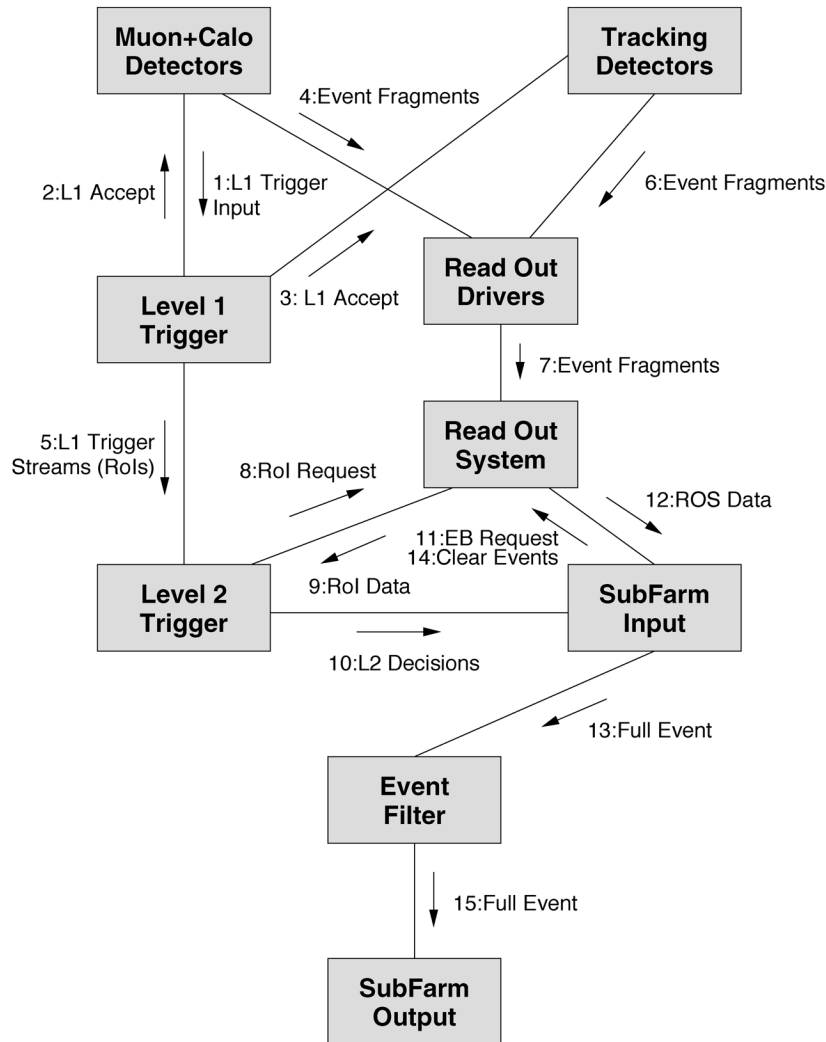 Muon+Calo
Detectors
Tracking
Detectors
4:Event Fragments
2:L1 Accept
1:L1 Trigger
Input
6:Event Fragments
Read Out
Drivers
3: L1 Accept
Level 1
Trigger
7:Event Fragments
Read Out
System
5:L1 Trigger
Streams (RoIs)
8:RoI Request
12:ROS Data
11:EB Request
14:Clear Events
9:RoI Data
Level 2
Trigger
SubFarm
Input
10:L2 Decisions
13:Full Event
Event
Filter
15:Full Event
SubFarm
Output